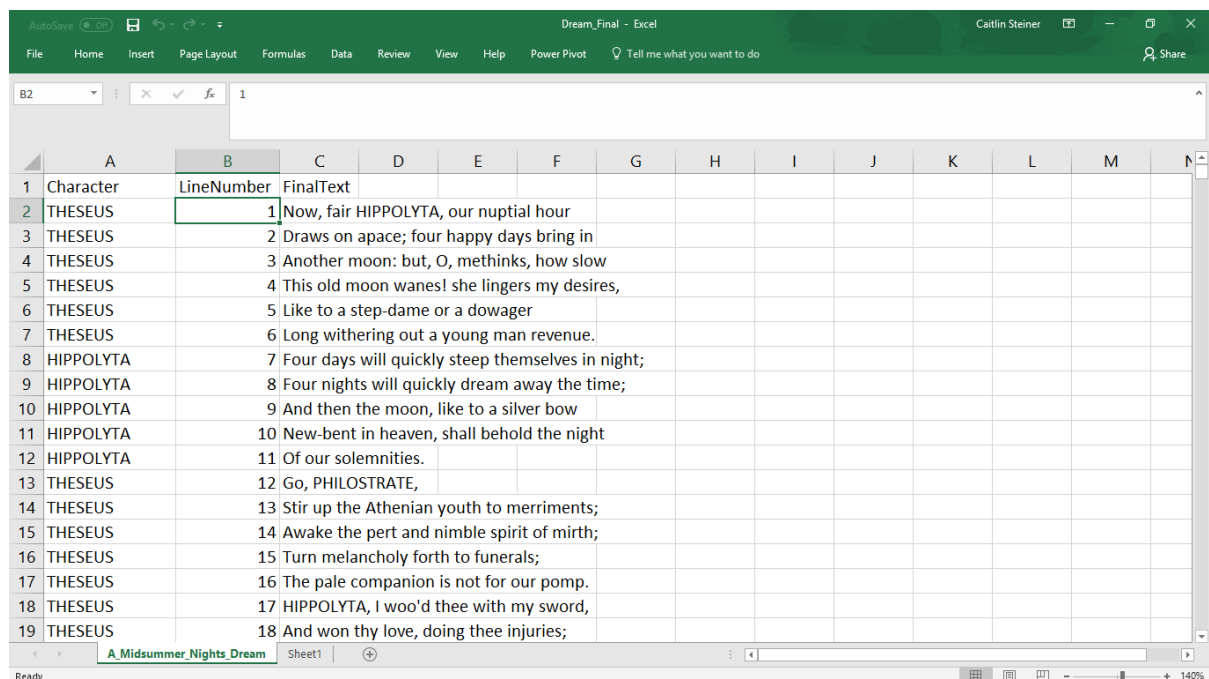 AutoSave Off Dream_Final - Excel Caitlin Steiner
File Home Insert Page Layout Formulas Data Review View Help Power Pivot Tell me what you want to do Share
B2 fx 1
A B C D E F G H I J K L M N
1 Character LineNumber FinalText
2 THESEUS 1 Now, fair HIPPOLYTA, our nuptial hour
3 THESEUS 2 Draws on apace; four happy days bring in
4 THESEUS 3 Another moon: but, O, methinks, how slow
5 THESEUS 4 This old moon wanes! she lingers my desires,
6 THESEUS 5 Like to a step-dame or a dowager
7 THESEUS 6 Long withering out a young man revenue.
8 HIPPOLYTA 7 Four days will quickly steep themselves in night;
9 HIPPOLYTA 8 Four nights will quickly dream away the time;
10 HIPPOLYTA 9 And then the moon, like to a silver bow
11 HIPPOLYTA 10 New-bent in heaven, shall behold the night
12 HIPPOLYTA 11 Of our solemnities.
13 THESEUS 12 Go, PHILOSTRATE,
14 THESEUS 13 Stir up the Athenian youth to merriments;
15 THESEUS 14 Awake the pert and nimble spirit of mirth;
16 THESEUS 15 Turn melancholy forth to funerals;
17 THESEUS 16 The pale companion is not for our pomp.
18 THESEUS 17 HIPPOLYTA, I woo'd thee with my sword,
19 THESEUS 18 And won thy love, doing thee injuries;
A_Midsummer_Nights_Dream Sheet1
Ready 140%